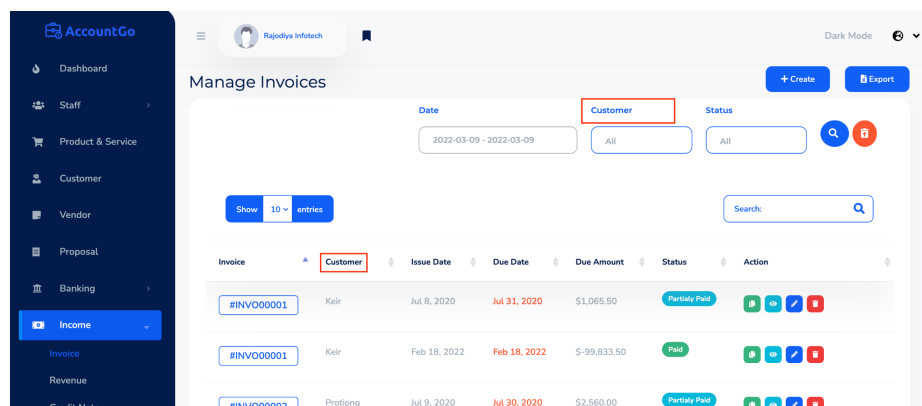 AccountGo
Rajodiya Infotech
Dark Mode
Dashboard
Staff
Product & Service
Customer
Vendor
Proposal
Banking
Income
Invoice
Revenue
Credit Note
Manage Invoices
Create
Export
Date
Customer
Status
2022-03-09 - 2022-03-09
All
All
Show 10 entries
Search:
Invoice Customer Issue Date Due Date Due Amount Status Action
#INVO00001 Keir Jul 8, 2020 Jul 31, 2020 $1,065.50 Partialy Paid
#INVO00001 Keir Feb 18, 2022 Feb 18, 2022 $-99,833.50 Paid
#INVO00002 Protiong Jul 9, 2020 Jul 30, 2020 $2,560.00 Partialy Paid